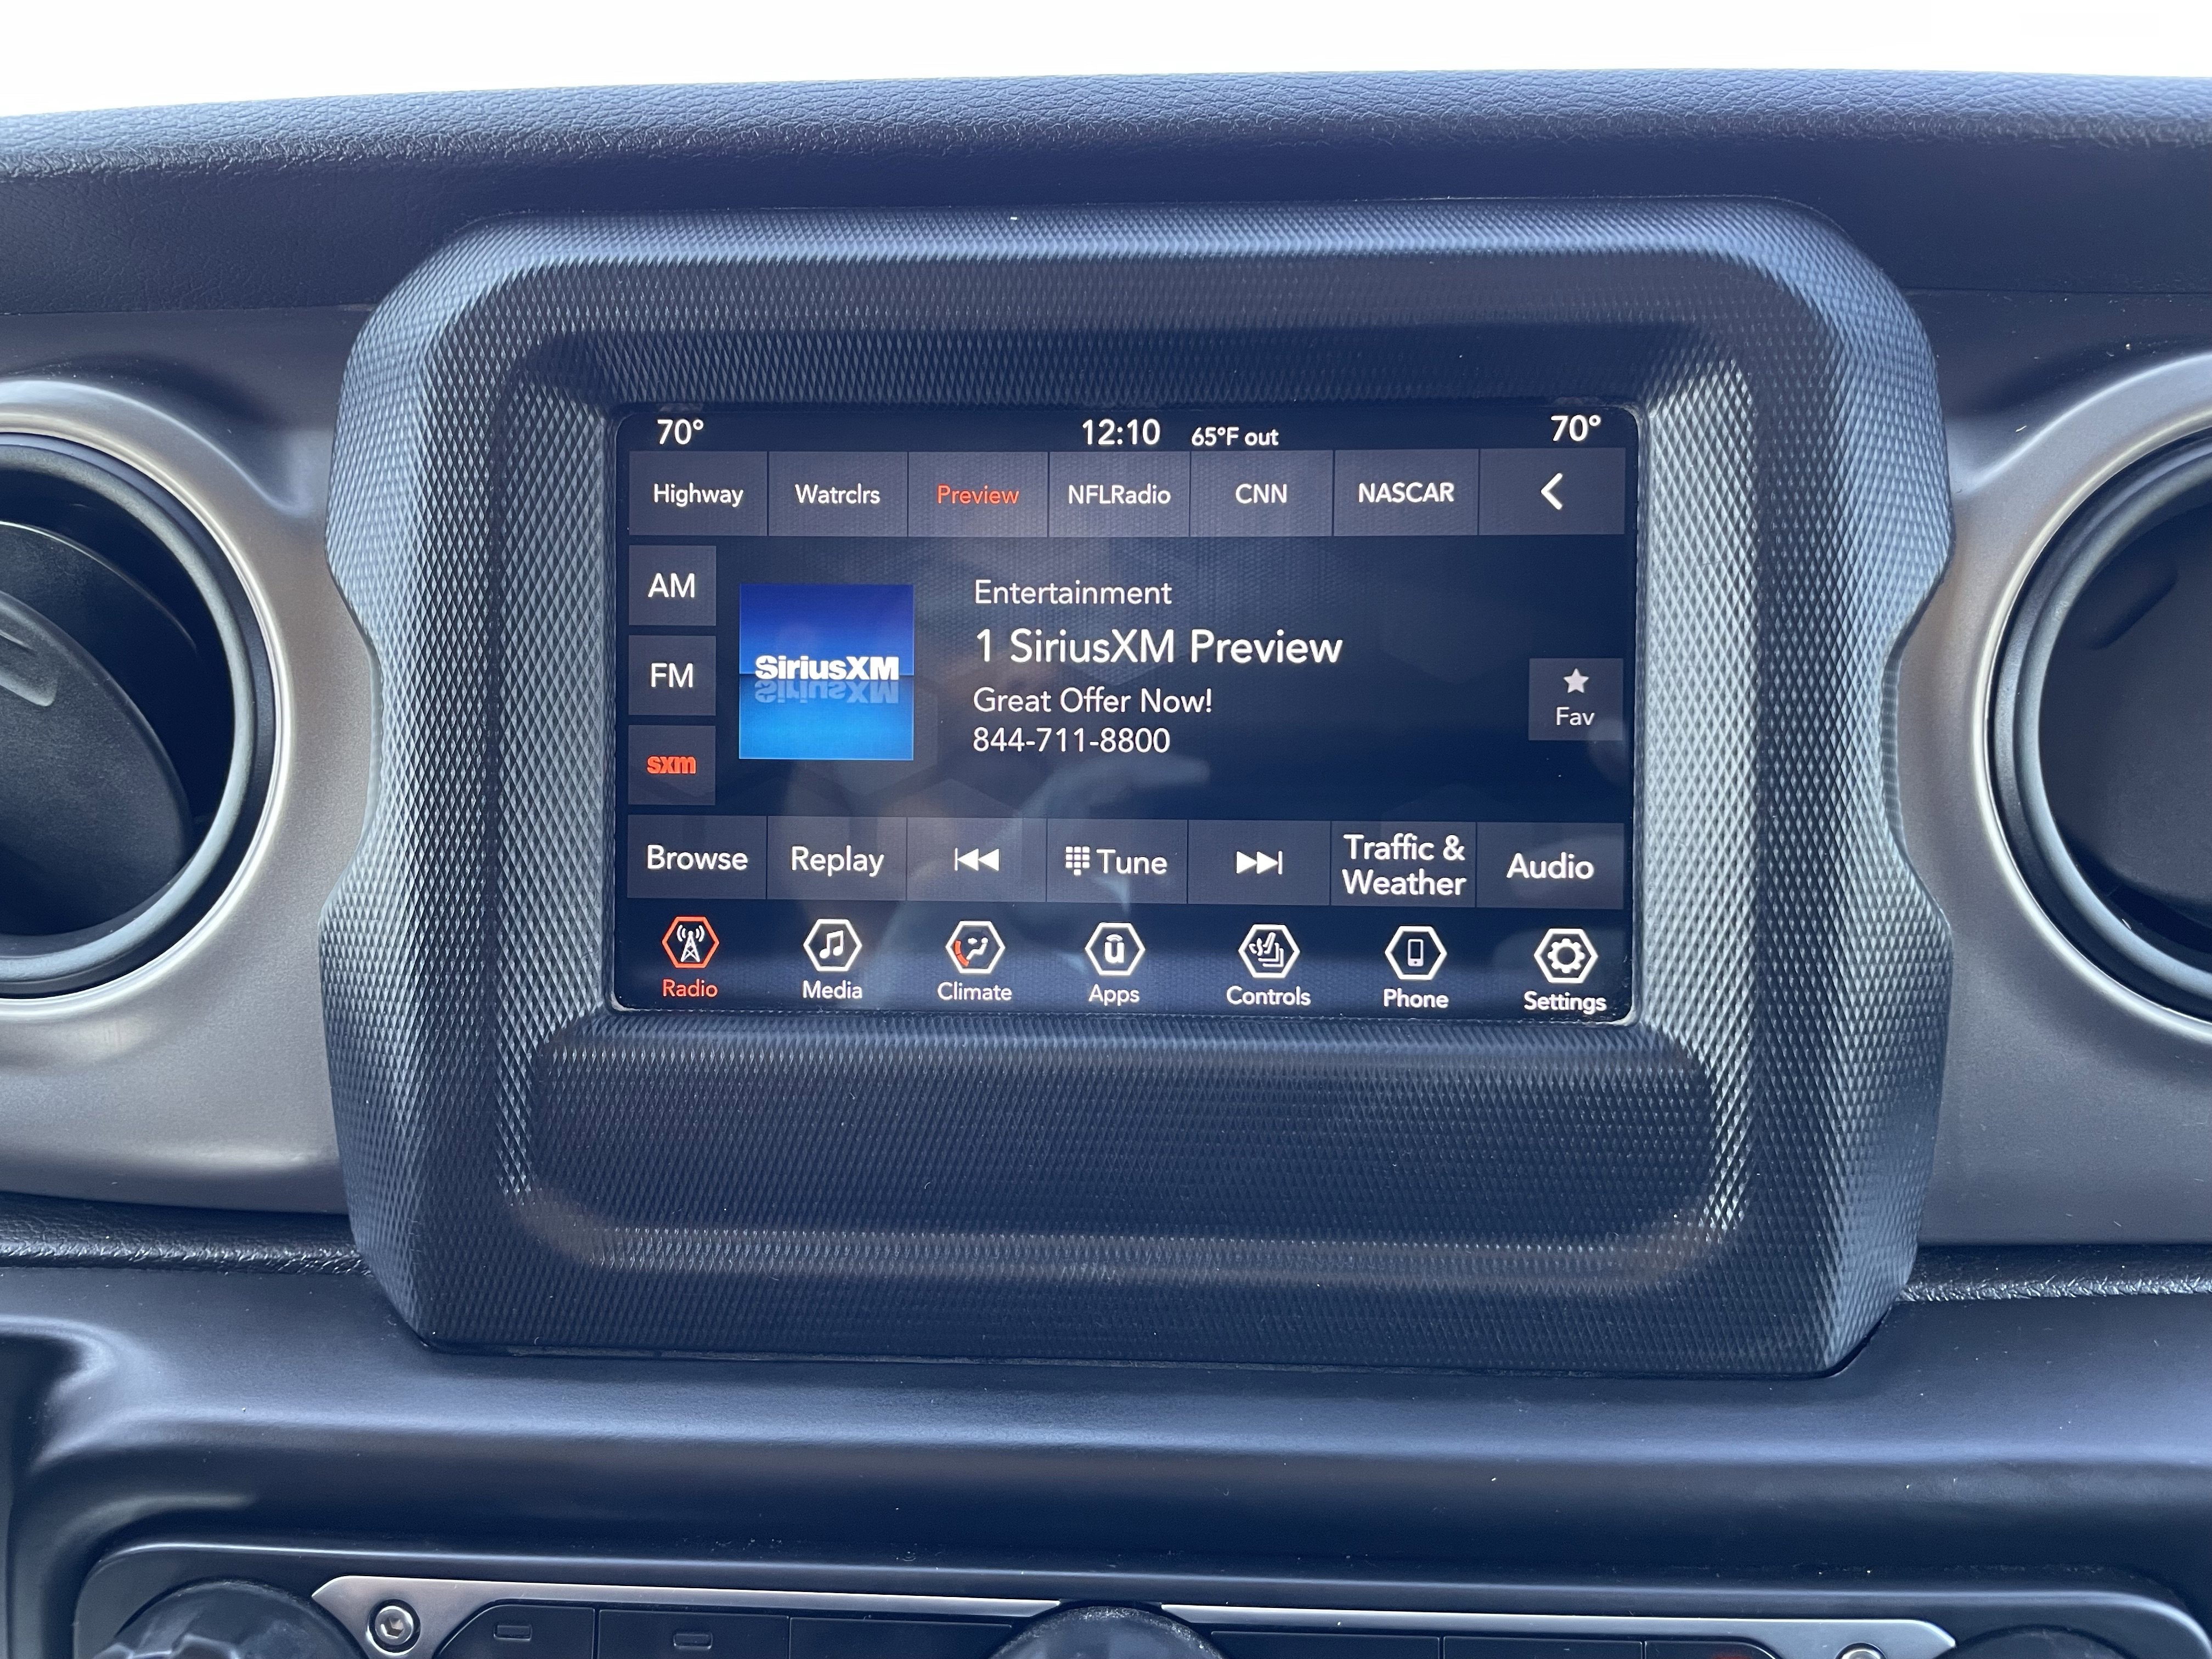 70° 12:10 65°F out 70°
Highway Watrclrs Preview NFLRadio CNN NASCAR
AM
FM
sxm
SiriusXM
Entertainment
1 SiriusXM Preview
Great Offer Now!
844-711-8800
Fav
Browse Replay Tune Traffic & Weather Audio
Radio Media Climate Apps Controls Phone Settings